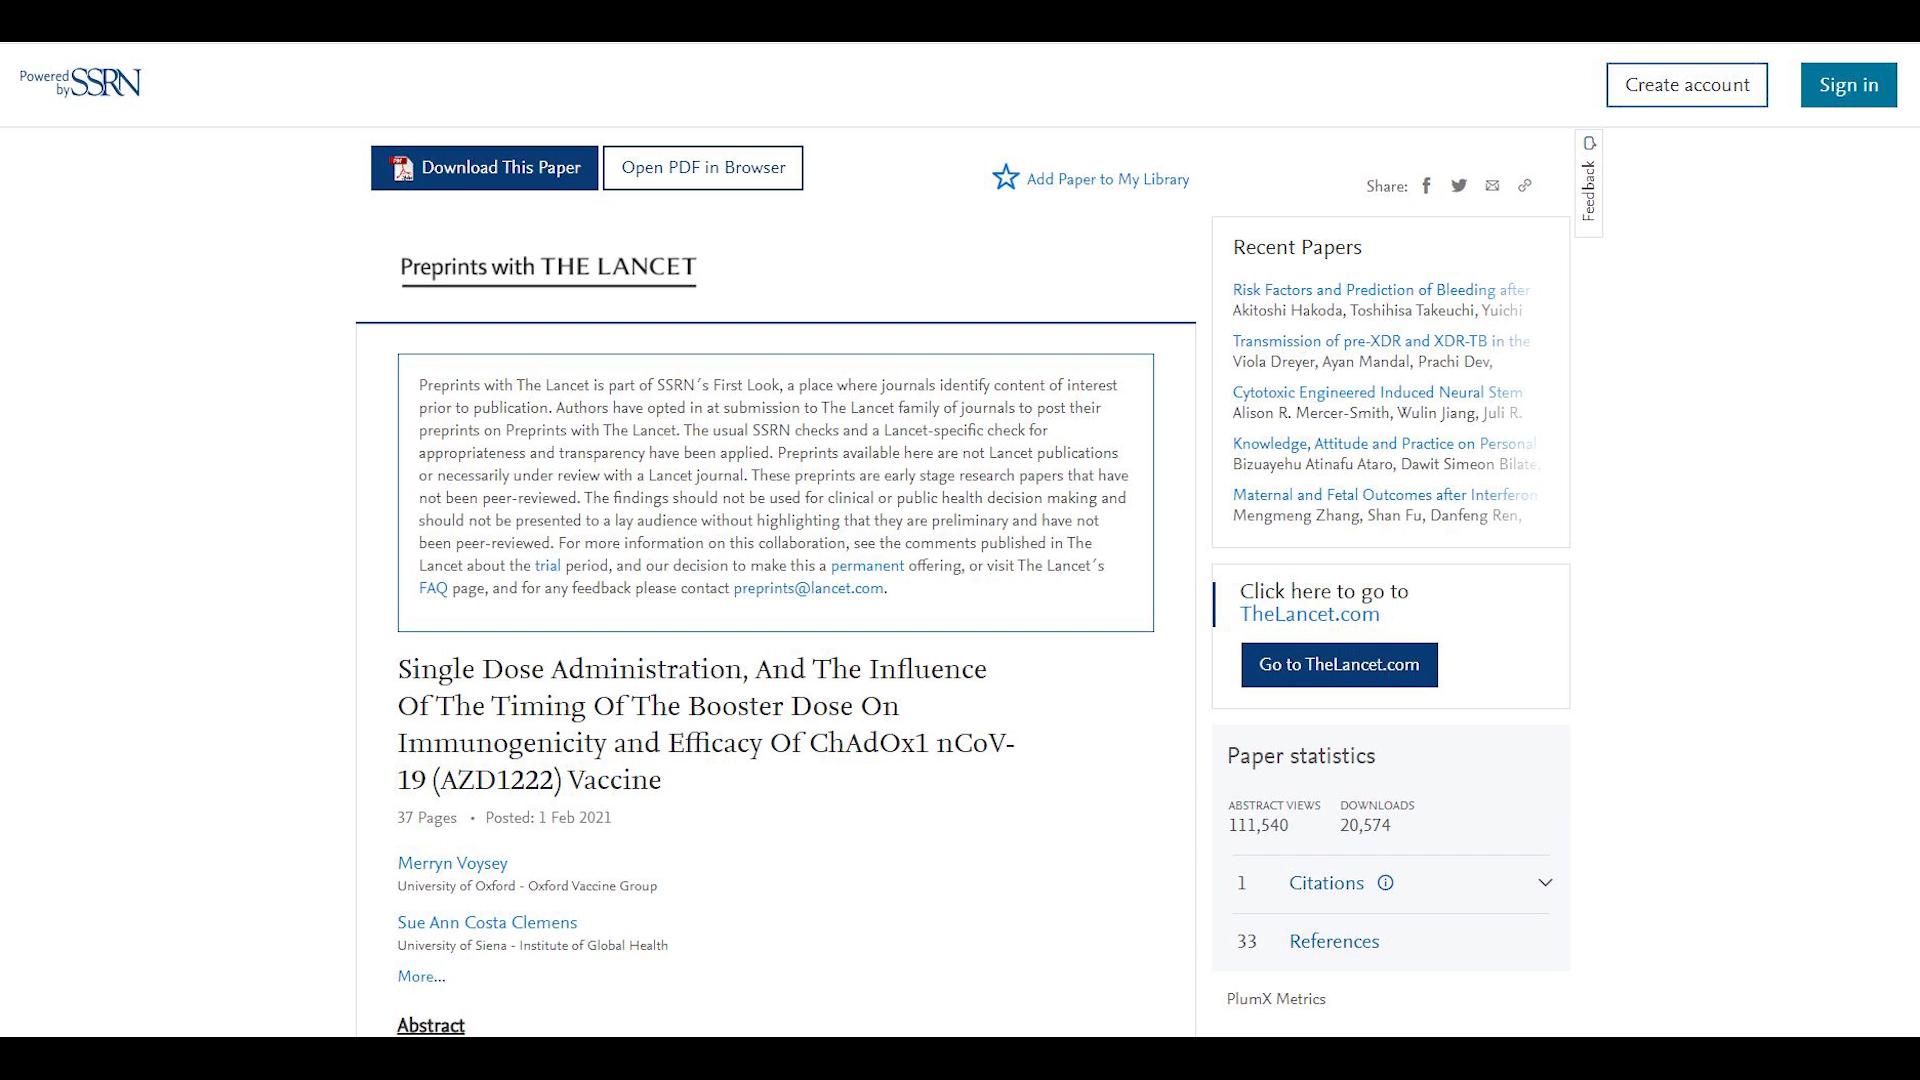 Powered
by SSRN
Create account
Sign in
Download This Paper
Open PDF in Browser
Add Paper to My Library
Share:
Feedback
Preprints with THE LANCET
Preprints with The Lancet is part of SSRN´s First Look, a place where journals identify content of interest
prior to publication. Authors have opted in at submission to The Lancet family of journals to post their
preprints on Preprints with The Lancet. The usual SSRN checks and a Lancet-specific check for
appropriateness and transparency have been applied. Preprints available here are not Lancet publications
or necessarily under review with a Lancet journal. These preprints are early stage research papers that have
not been peer-reviewed. The findings should not be used for clinical or public health decision making and
should not be presented to a lay audience without highlighting that they are preliminary and have not
been peer-reviewed. For more information on this collaboration, see the comments published in The
Lancet about the trial period, and our decision to make this a permanent offering, or visit The Lancet´s
FAQ page, and for any feedback please contact preprints@lancet.com.
Single Dose Administration, And The Influence
Of The Timing Of The Booster Dose On
Immunogenicity and Efficacy Of ChAdOx1 nCoV-
19 (AZD1222) Vaccine
37 Pages • Posted: 1 Feb 2021
Merryn Voysey
University of Oxford - Oxford Vaccine Group
Sue Ann Costa Clemens
University of Siena - Institute of Global Health
More...
Abstract
Recent Papers
Risk Factors and Prediction of Bleeding after
Akitoshi Hakoda, Toshihisa Takeuchi, Yuichi
Transmission of pre-XDR and XDR-TB in the
Viola Dreyer, Ayan Mandal, Prachi Dev,
Cytotoxic Engineered Induced Neural Stem
Alison R. Mercer-Smith, Wulin Jiang, Juli R.
Knowledge, Attitude and Practice on Personal
Bizuayehu Atinafu Ataro, Dawit Simeon Bilate,
Maternal and Fetal Outcomes after Interferon
Mengmeng Zhang, Shan Fu, Danfeng Ren,
Click here to go to
TheLancet.com
Go to TheLancet.com
Paper statistics
ABSTRACT VIEWS DOWNLOADS
111,540 20,574
1 Citations
33 References
PlumX Metrics